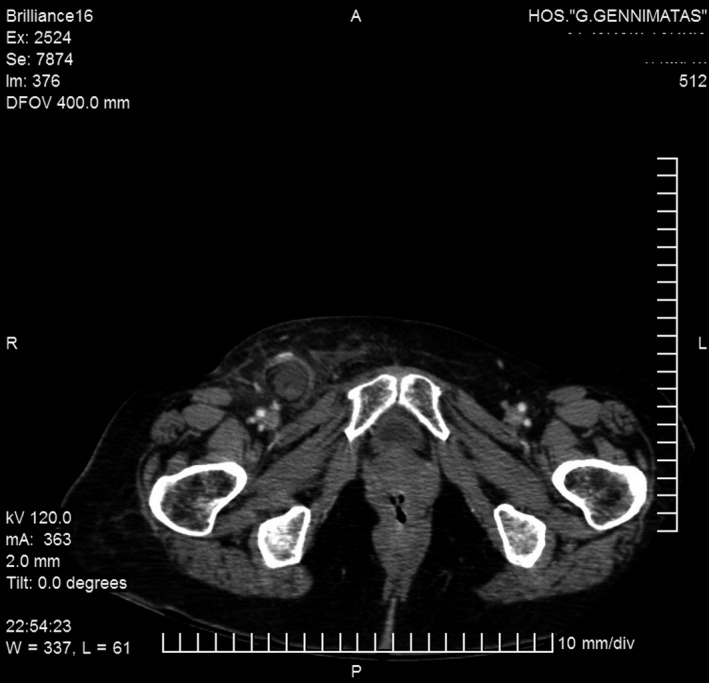 Brilliance16
Ex: 2524
Se: 7874
Im: 376
DFOV 400.0 mm
A
HOS."G.GENNIMATAS"
512
R
L
kV 120.0
mA: 363
2.0 mm
Tilt: 0.0 degrees
22:54:23
W = 337, L = 61
10 mm/div
P